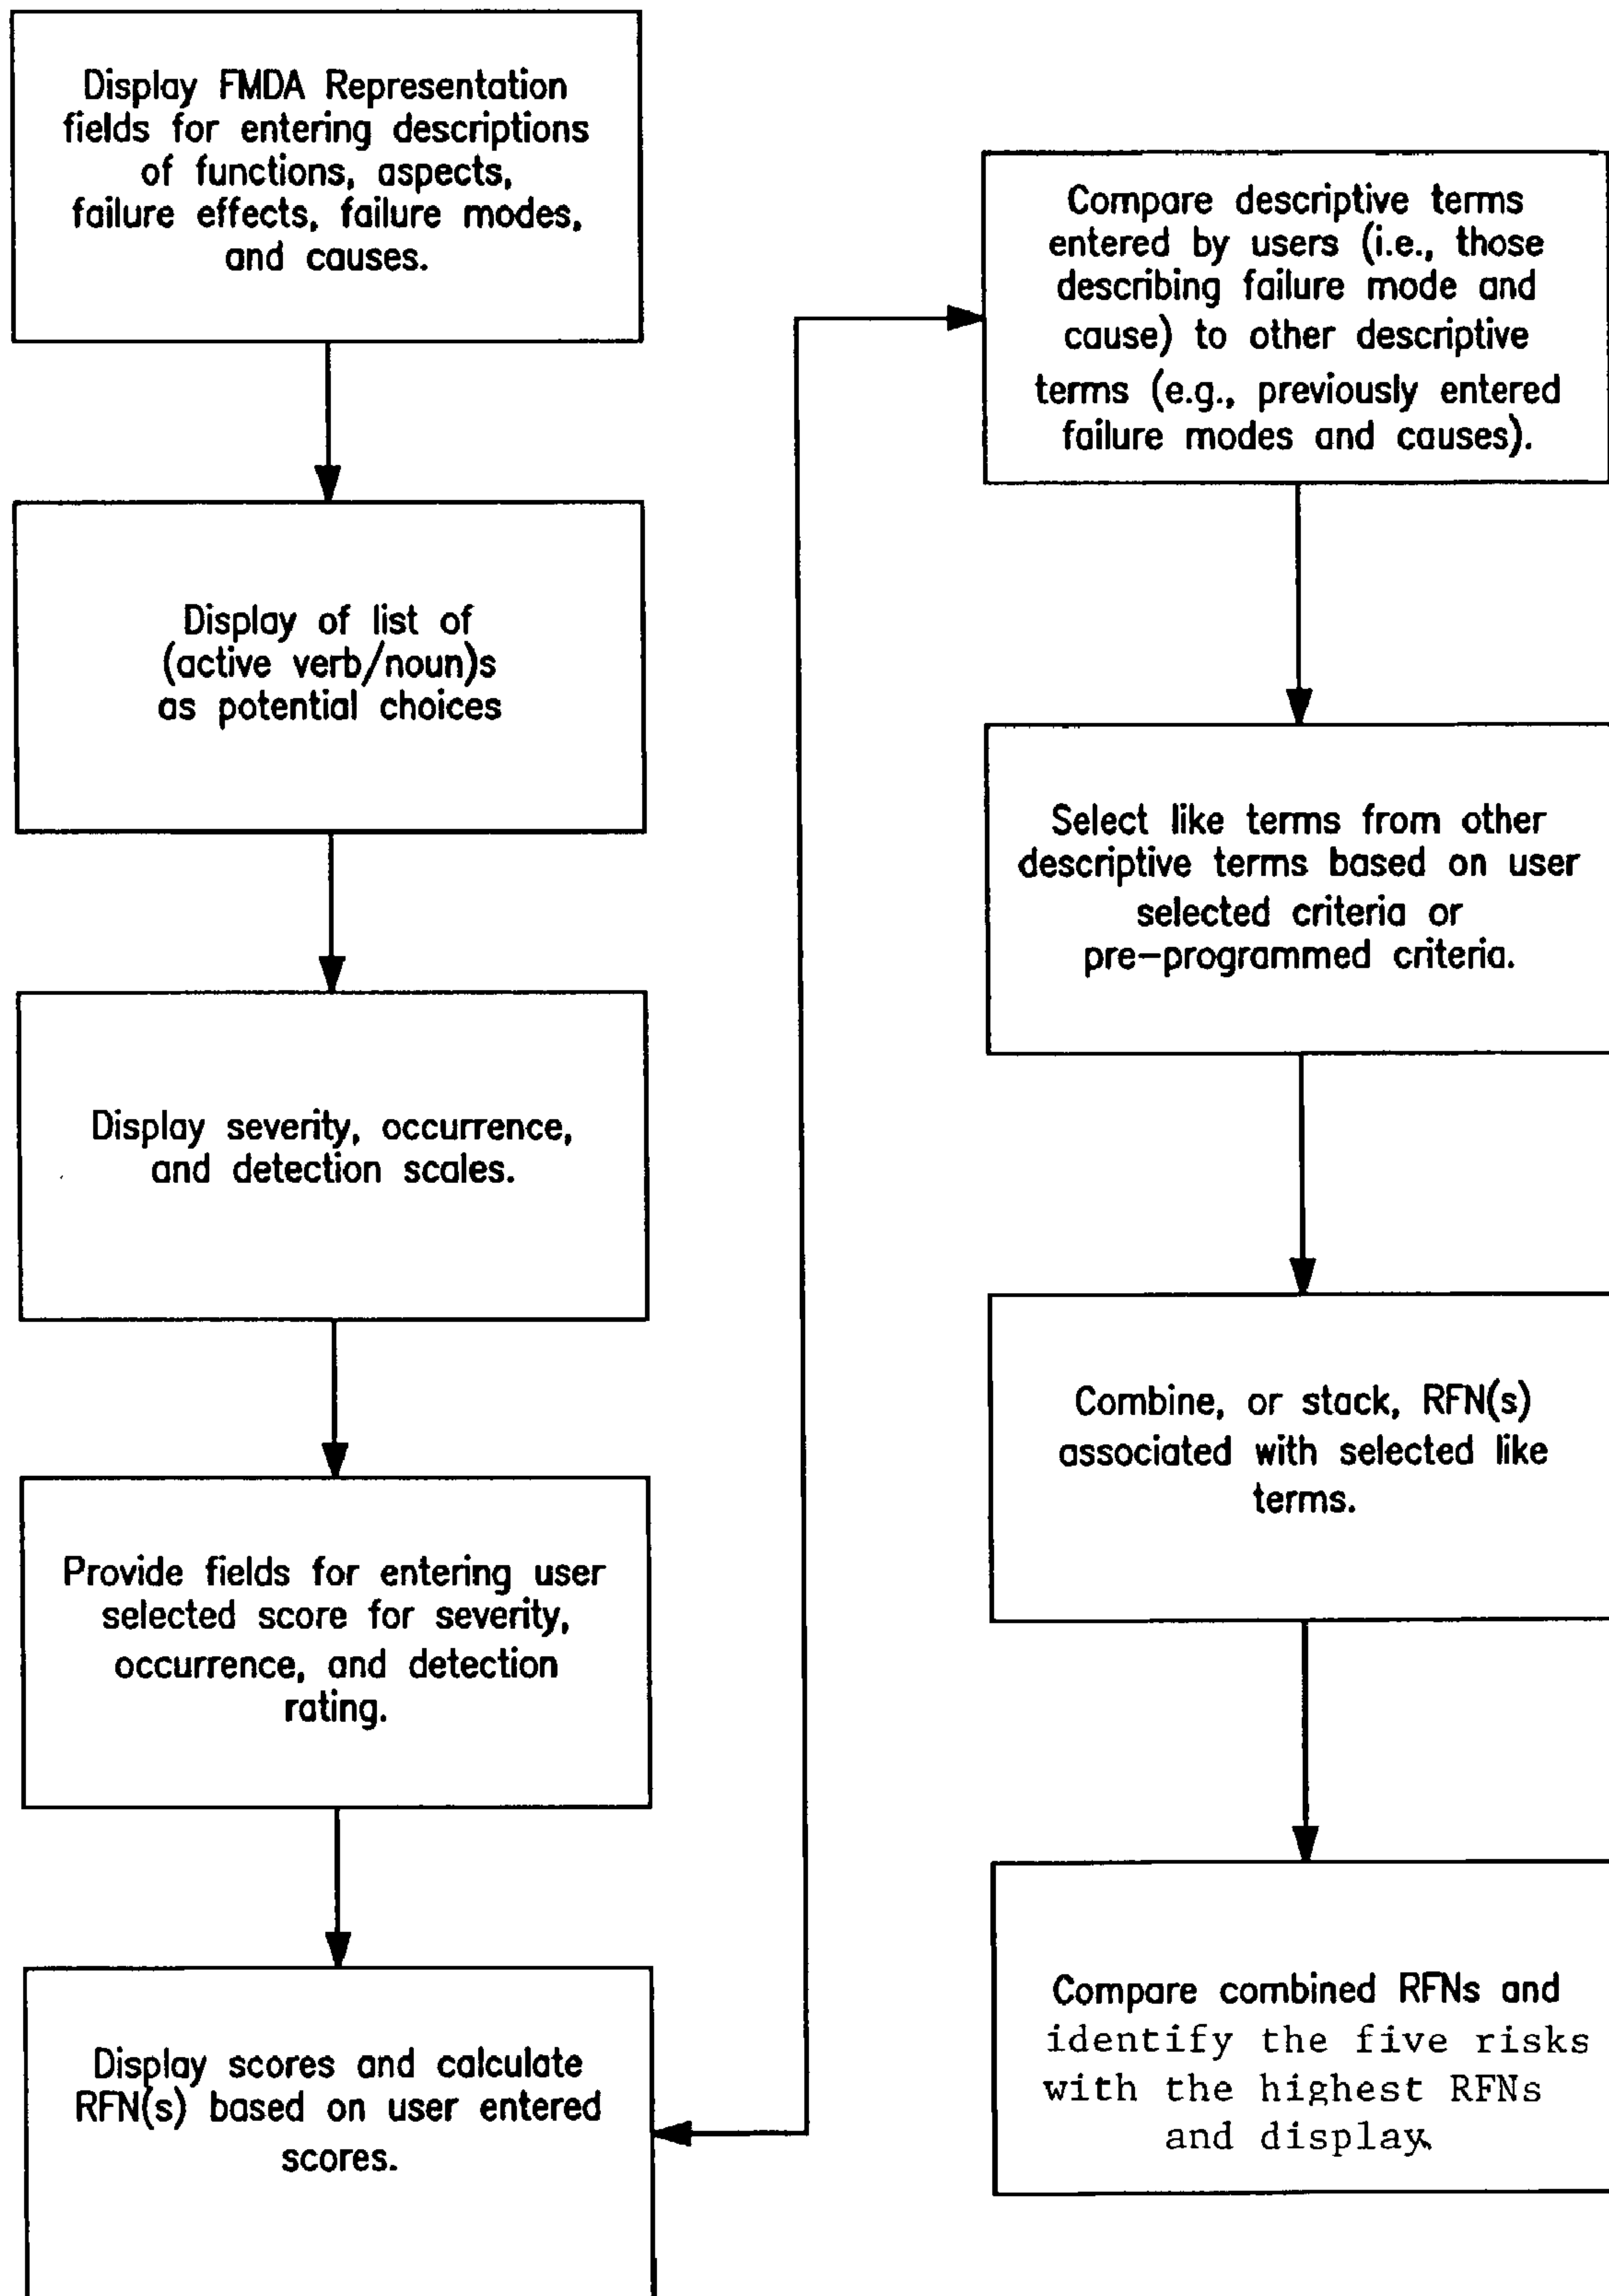 Display FMDA Representation
fields for entering descriptions
of functions, aspects,
failure effects, failure modes,
and causes.
Display of list of
(active verb/noun)s
as potential choices
Display severity, occurrence,
and detection scales.
Provide fields for entering user
selected score for severity,
occurrence, and detection
rating.
Display scores and calculate
RFN(s) based on user entered
scores.
Compare descriptive terms
entered by users (i.e., those
describing failure mode and
cause) to other descriptive
terms (e.g., previously entered
failure modes and causes).
Select like terms from other
descriptive terms based on user
selected criteria or
pre-programmed criteria.
Combine, or stack, RFN(s)
associated with selected like
terms.
Compare combined RFNs and
identify the five risks
with the highest RFNs
and display.